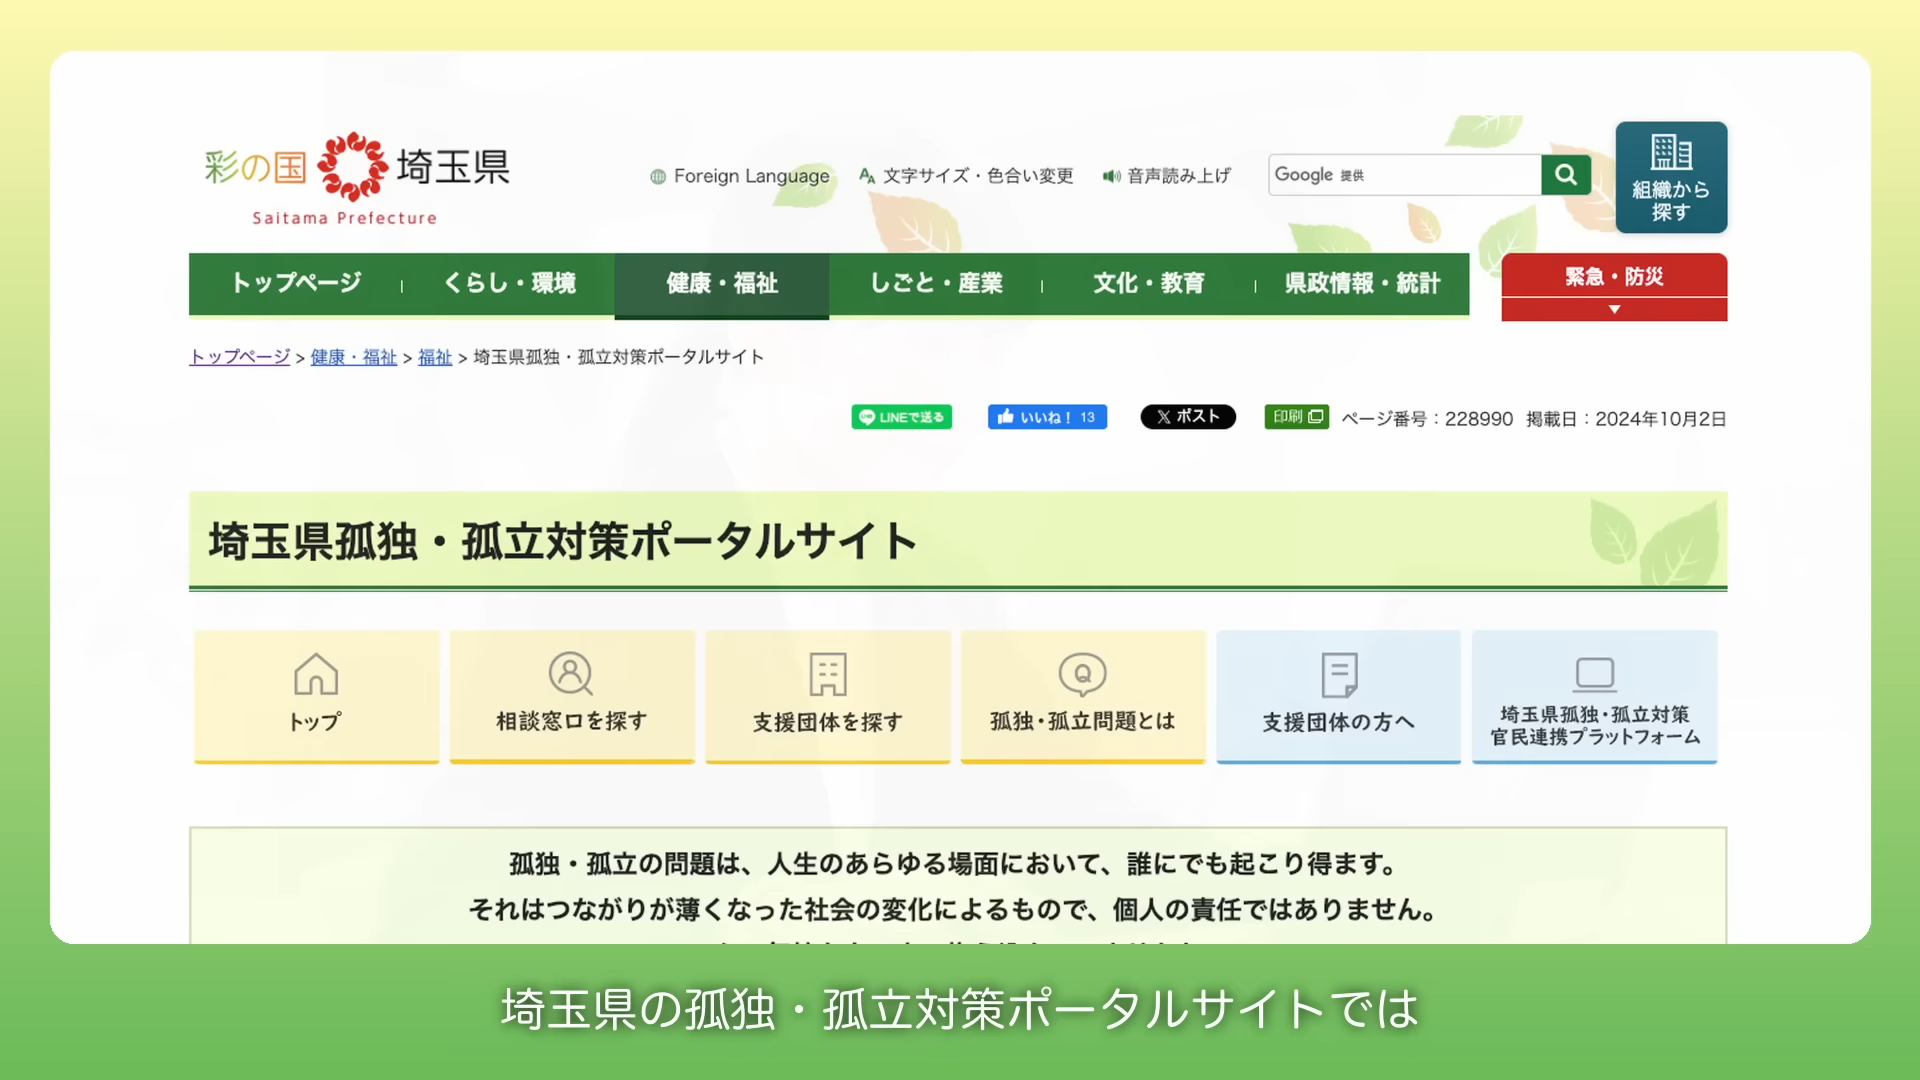 彩の国 埼玉県
Saitama Prefecture
Foreign Language
文字サイズ・色合い変更
音声読み上げ
Google 提供
組織から
探す
トップページ
くらし・環境
健康・福祉
しごと・産業
文化・教育
県政情報・統計
緊急・防災
トップページ > 健康・福祉 > 福祉 > 埼玉県孤独・孤立対策ポータルサイト
LINEで送る
いいね! 13
ポスト
印刷
ページ番号：228990 掲載日：2024年10月2日
埼玉県孤独・孤立対策ポータルサイト
トップ
相談窓口を探す
支援団体を探す
孤独・孤立問題とは
支援団体の方へ
埼玉県孤独・孤立対策
官民連携プラットフォーム
孤独・孤立の問題は、人生のあらゆる場面において、誰にでも起こり得ます。
それはつながりが薄くなった社会の変化によるもので、個人の責任ではありません。
埼玉県の孤独・孤立対策ポータルサイトでは